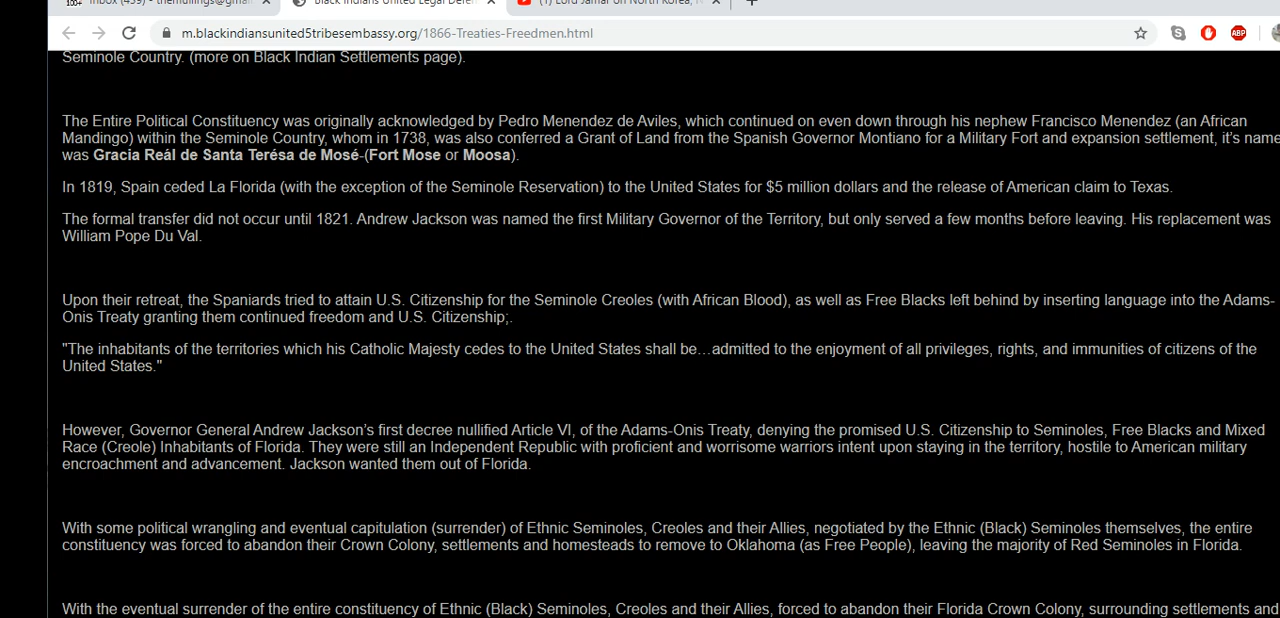 Inbox (459) - themullings@gmai
Black Indians United Legal Defen
(1) Lord Jamar on North Korea,
m.blackindiansunited5tribesembassy.org/1866-Treaties-Freedmen.html
ABP
Seminole Country. (more on Black Indian Settlements page).
The Entire Political Constituency was originally acknowledged by Pedro Menendez de Aviles, which continued on even down through his nephew Francisco Menendez (an African
Mandingo) within the Seminole Country, whom in 1738, was also conferred a Grant of Land from the Spanish Governor Montiano for a Military Fort and expansion settlement, it's name
was Gracia Reál de Santa Terésa de Mosé-(Fort Mose or Moosa).
In 1819, Spain ceded La Florida (with the exception of the Seminole Reservation) to the United States for $5 million dollars and the release of American claim to Texas.
The formal transfer did not occur until 1821. Andrew Jackson was named the first Military Governor of the Territory, but only served a few months before leaving. His replacement was
William Pope Du Val.
Upon their retreat, the Spaniards tried to attain U.S. Citizenship for the Seminole Creoles (with African Blood), as well as Free Blacks left behind by inserting language into the Adams-
Onis Treaty granting them continued freedom and U.S. Citizenship;.
"The inhabitants of the territories which his Catholic Majesty cedes to the United States shall be…admitted to the enjoyment of all privileges, rights, and immunities of citizens of the
United States."
However, Governor General Andrew Jackson's first decree nullified Article VI, of the Adams-Onis Treaty, denying the promised U.S. Citizenship to Seminoles, Free Blacks and Mixed
Race (Creole) Inhabitants of Florida. They were still an Independent Republic with proficient and worrisome warriors intent upon staying in the territory, hostile to American military
encroachment and advancement. Jackson wanted them out of Florida.
With some political wrangling and eventual capitulation (surrender) of Ethnic Seminoles, Creoles and their Allies, negotiated by the Ethnic (Black) Seminoles themselves, the entire
constituency was forced to abandon their Crown Colony, settlements and homesteads to remove to Oklahoma (as Free People), leaving the majority of Red Seminoles in Florida.
With the eventual surrender of the entire constituency of Ethnic (Black) Seminoles, Creoles and their Allies, forced to abandon their Florida Crown Colony, surrounding settlements and